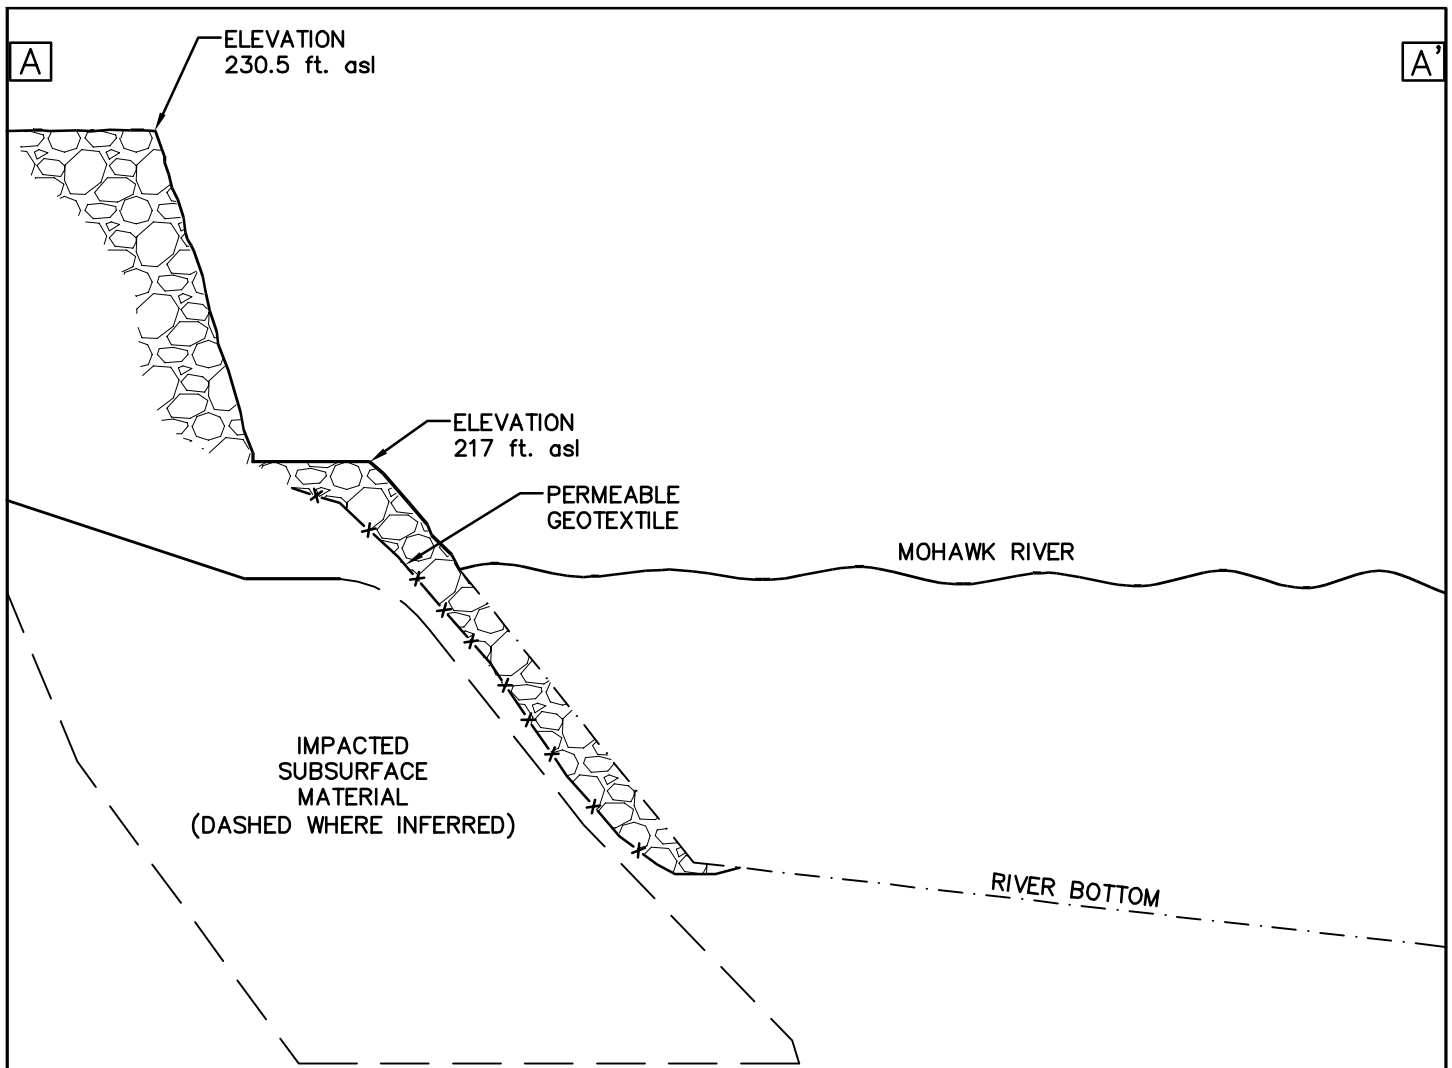 A
ELEVATION
230.5 ft. asl
A'
ELEVATION
217 ft. asl
PERMEABLE
GEOTEXTILE
MOHAWK RIVER
IMPACTED
SUBSURFACE
MATERIAL
(DASHED WHERE INFERRED)
RIVER BOTTOM